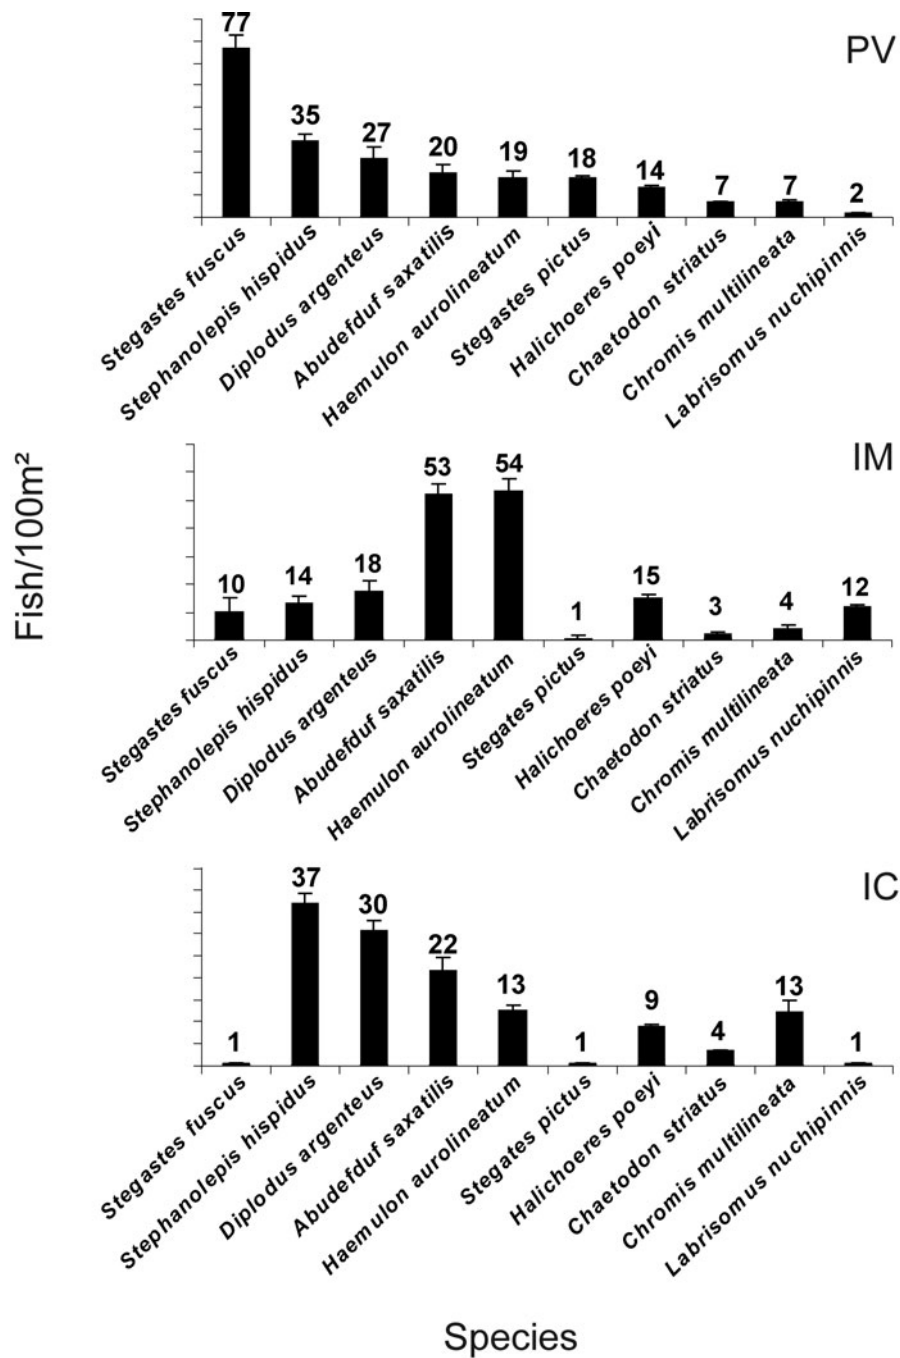 PV
77
35
27
20
19
18
14
7
7
2
Stegastes fuscus
Stephanolepis hispidus
Diplodus argenteus
Abudefduf saxatilis
Haemulon aurolineatum
Stegastes pictus
Halichoeres poeyi
Chaetodon striatus
Chromis multilineata
Labrisomus nuchipinnis
Fish/100m²
IM
10
14
18
53
54
1
15
3
4
12
Stegastes fuscus
Stephanolepis hispidus
Diplodus argenteus
Abudefduf saxatilis
Haemulon aurolineatum
Stegates pictus
Halichoeres poeyi
Chaetodon striatus
Chromis multilineata
Labrisomus nuchipinnis
IC
1
37
30
22
13
1
9
4
13
1
Stegastes fuscus
Stephanolepis hispidus
Diplodus argenteus
Abudefduf saxatilis
Haemulon aurolineatum
Stegates pictus
Halichoeres poeyi
Chaetodon striatus
Chromis multilineata
Labrisomus nuchipinnis
Species